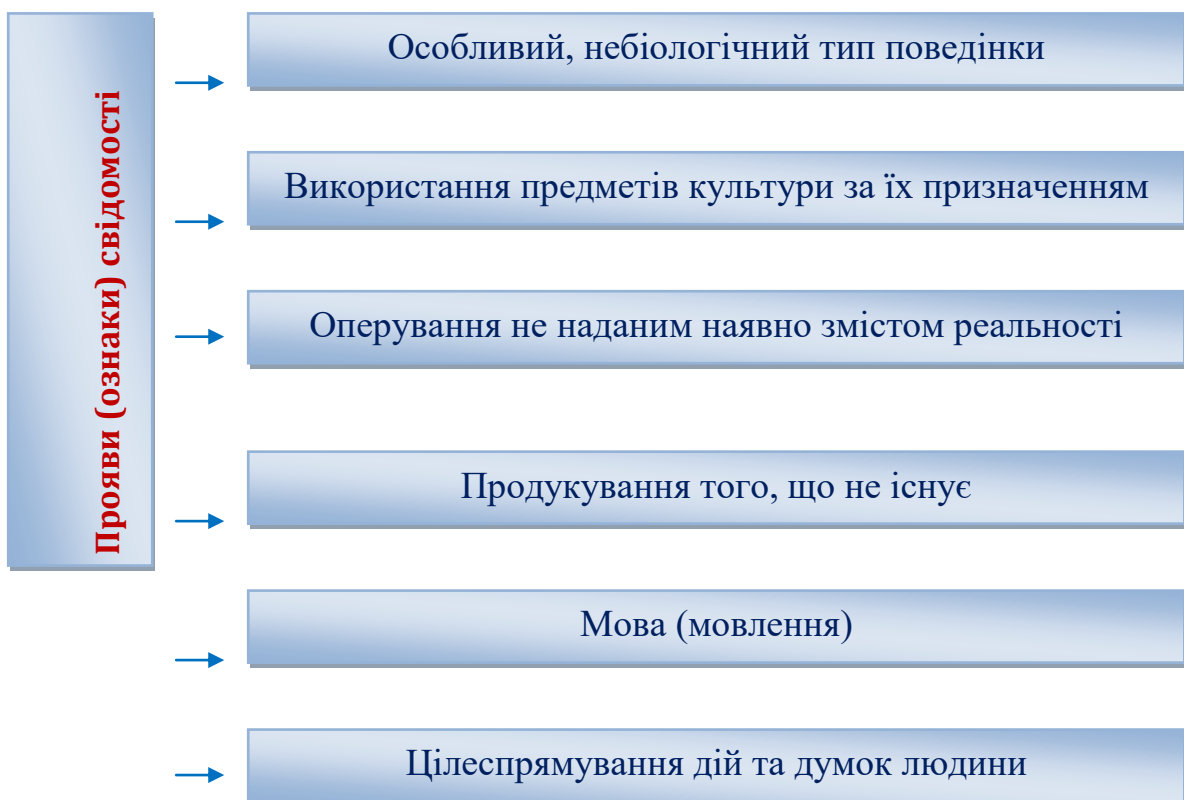 Прояви (ознаки) свідомості
Особливий, небіологічний тип поведінки
Використання предметів культури за їх призначенням
Оперування не наданим наявно змістом реальності
Продукування того, що не існує
Мова (мовлення)
Цілеспрямування дій та думок людини